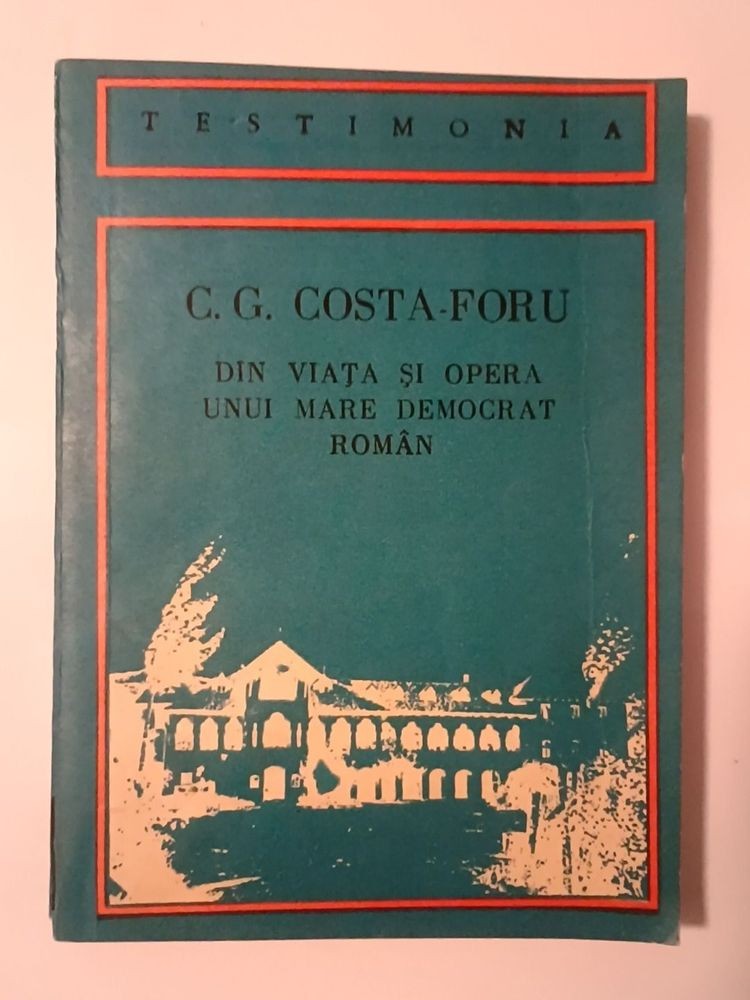 TESTIMONIA
C. G. COSTA-FORU
DIN VIAȚA ȘI OPERA
UNUI MARE DEMOCRAT
ROMÂN